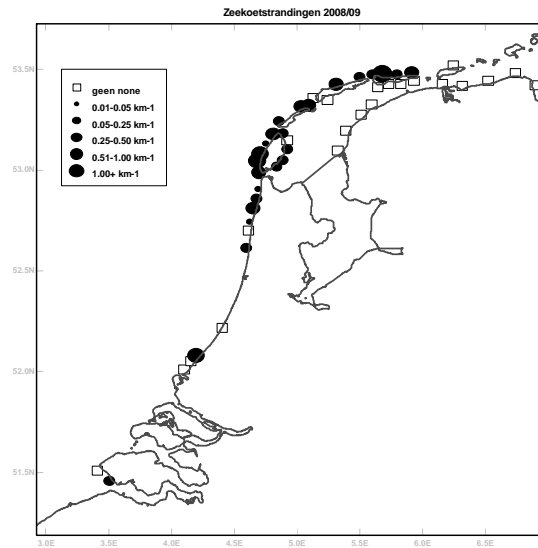 Zeekoetstrandingen 2008/09
53.5N
geen none
0.01-0.05 km-1
0.05-0.25 km-1
0.25-0.50 km-1
0.51-1.00 km-1
1.00+ km-1
53.0N
52.5N
52.0N
51.5N
3.0E 3.5E 4.0E 4.5E 5.0E 5.5E 6.0E 6.5E